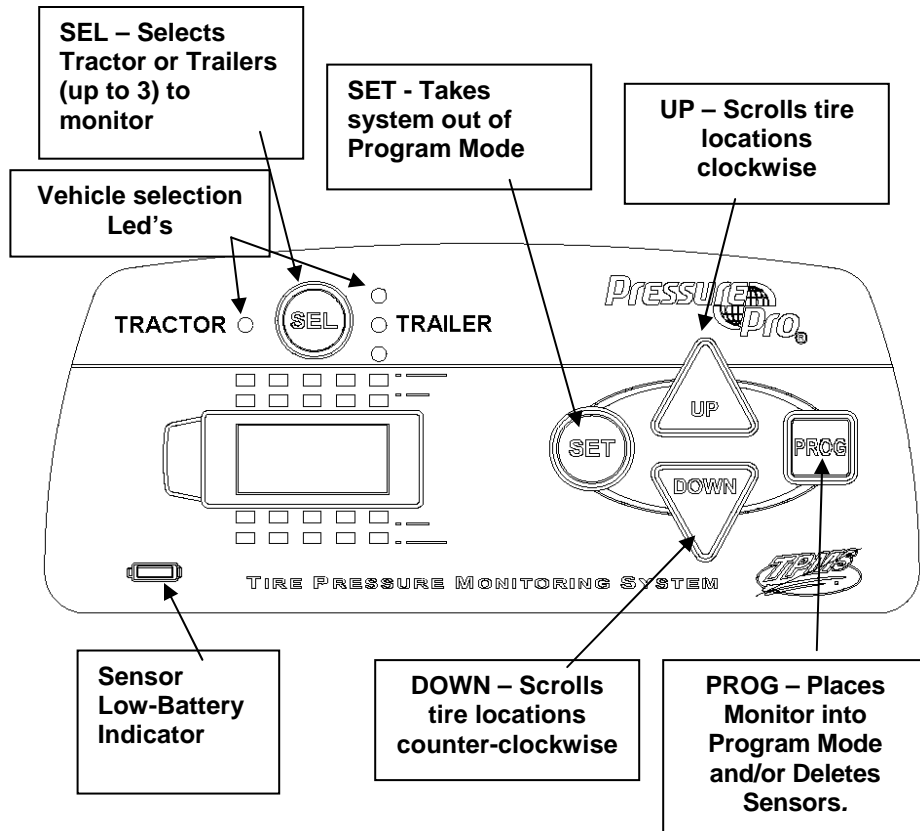 SEL – Selects
Tractor or Trailers
(up to 3) to
monitor
SET - Takes
system out of
Program Mode
UP – Scrolls tire
locations
clockwise
Vehicle selection
Led's
TRACTOR
SEL
TRAILER
PRESSURE
PRO®
UP
SET
PROG
DOWN
TIRE PRESSURE MONITORING SYSTEM
TPMS
Sensor
Low-Battery
Indicator
DOWN – Scrolls
tire locations
counter-clockwise
PROG – Places
Monitor into
Program Mode
and/or Deletes
Sensors.